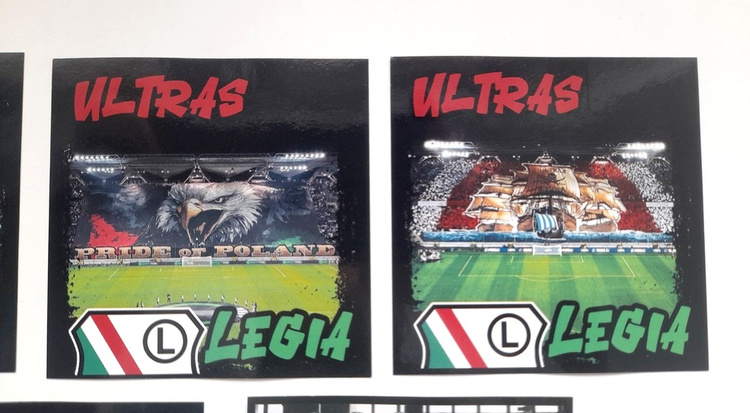 ULTRAS
PRIDE OF POLAND
L
LEGIA
ULTRAS
L
LEGIA